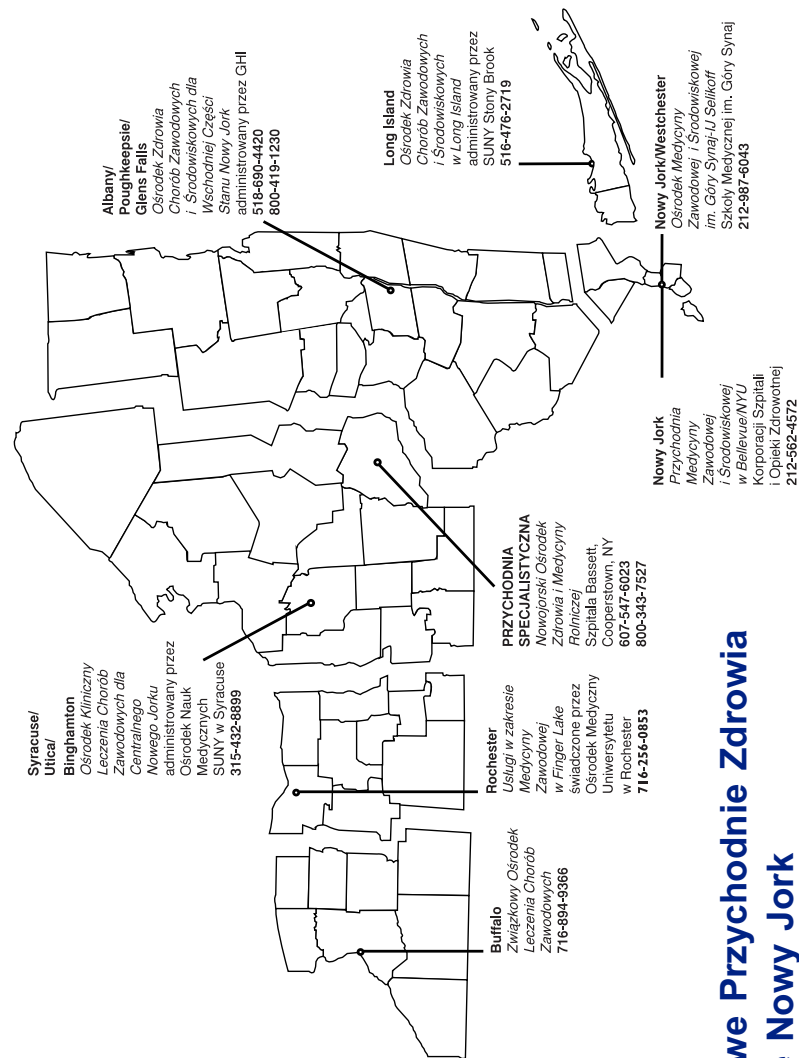 Syracuse/
Utica/
Binghamton
Ośrodek Kliniczny
Leczenia Chorób
Zawodowych dla
Centralnego
Nowego Jorku
administrowany przez
Ośrodek Nauk
Medycznych
SUNY w Syracuse
315-432-8899
Albany/
Poughkeepsie/
Glens Falls
Ośrodek Zdrowia
Chorób Zawodowych
i Środowiskowych dla
Wschodniej Części
Stanu Nowy Jork
administrowany przez GHI
518-690-4420
800-419-1230
Long Island
Ośrodek Zdrowia
Chorób Zawodowych
i Środowiskowych
w Long Island
administrowany przez
SUNY Stony Brook
516-476-2719
Buffalo
Związkowy Ośrodek
Leczenia Chorób
Zawodowych
716-894-9366
Rochester
Uslugi w zakresie
Medycyny
Zawodowej
w Finger Lake
świadczone przez
Ośrodek Medyczny
Uniwersytetu
w Rochester
716-256-0853
PRZYCHODNIA
SPECJALISTYCZNA
Nowojorski Ośrodek
Zdrowia i Medycyny
Rolniczej
Szpitala Bassett,
Cooperstown, NY
607-547-6023
800-343-7527
Nowy Jork
Przychodnia
Medycyny
Zawodowej
i Środowiskowej
w Bellevue/NYU
Korporacji Szpitali
i Opieki Zdrowotnej
212-562-4572
Nowy Jork/Westchester
Ośrodek Medycyny
Zawodowej i Środowiskowej
im. Góry Synaj-IJ Selikoff
Szkoly Medycznej im. Góry Synaj
212-987-6043
we Przychodnie Zdrowia
Nowy Jork